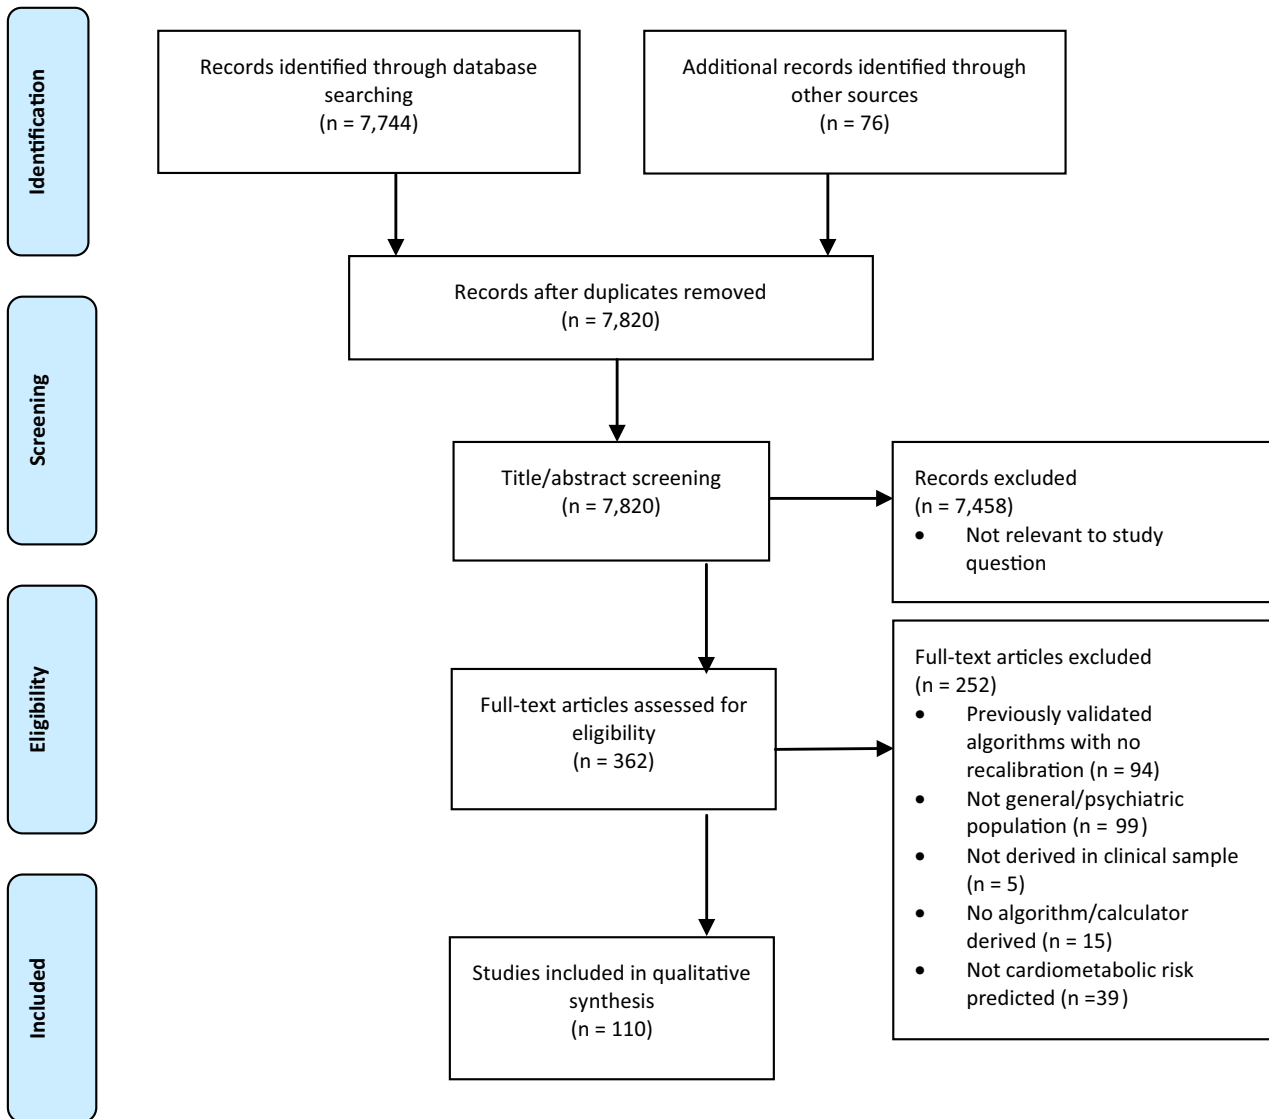 Identification
Records identified through database
searching
(n = 7,744)
Additional records identified through
other sources
(n = 76)
Records after duplicates removed
(n = 7,820)
Screening
Title/abstract screening
(n = 7,820)
Records excluded
(n = 7,458)
• Not relevant to study
question
Eligibility
Full-text articles assessed for
eligibility
(n = 362)
Full-text articles excluded
(n = 252)
• Previously validated
algorithms with no
recalibration (n = 94)
• Not general/psychiatric
population (n = 99)
• Not derived in clinical sample
(n = 5)
• No algorithm/calculator
derived (n = 15)
• Not cardiometabolic risk
predicted (n =39)
Included
Studies included in qualitative
synthesis
(n = 110)